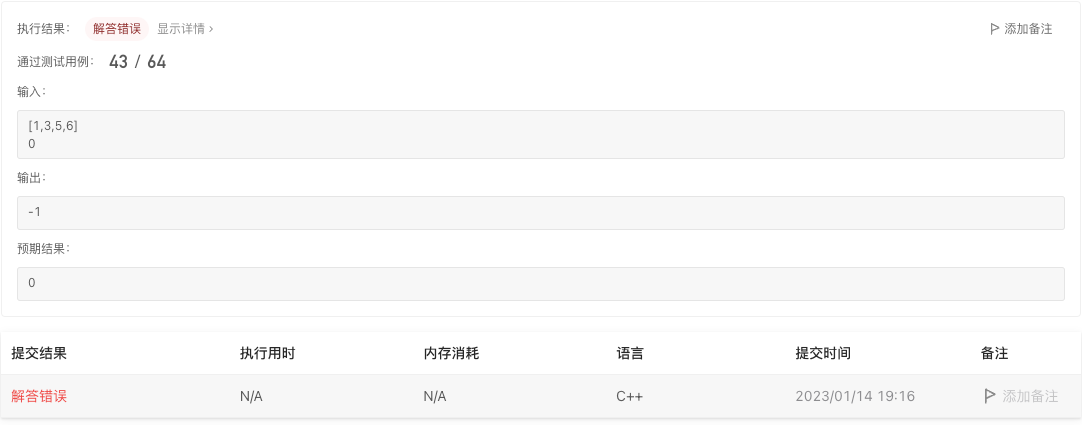 执行结果： 解答错误 显示详情 › 添加备注
通过测试用例： 43 / 64
输入：
[1,3,5,6]
0
输出：
-1
预期结果：
0
提交结果 执行用时 内存消耗 语言 提交时间 备注
解答错误 N/A N/A C++ 2023/01/14 19:16 添加备注